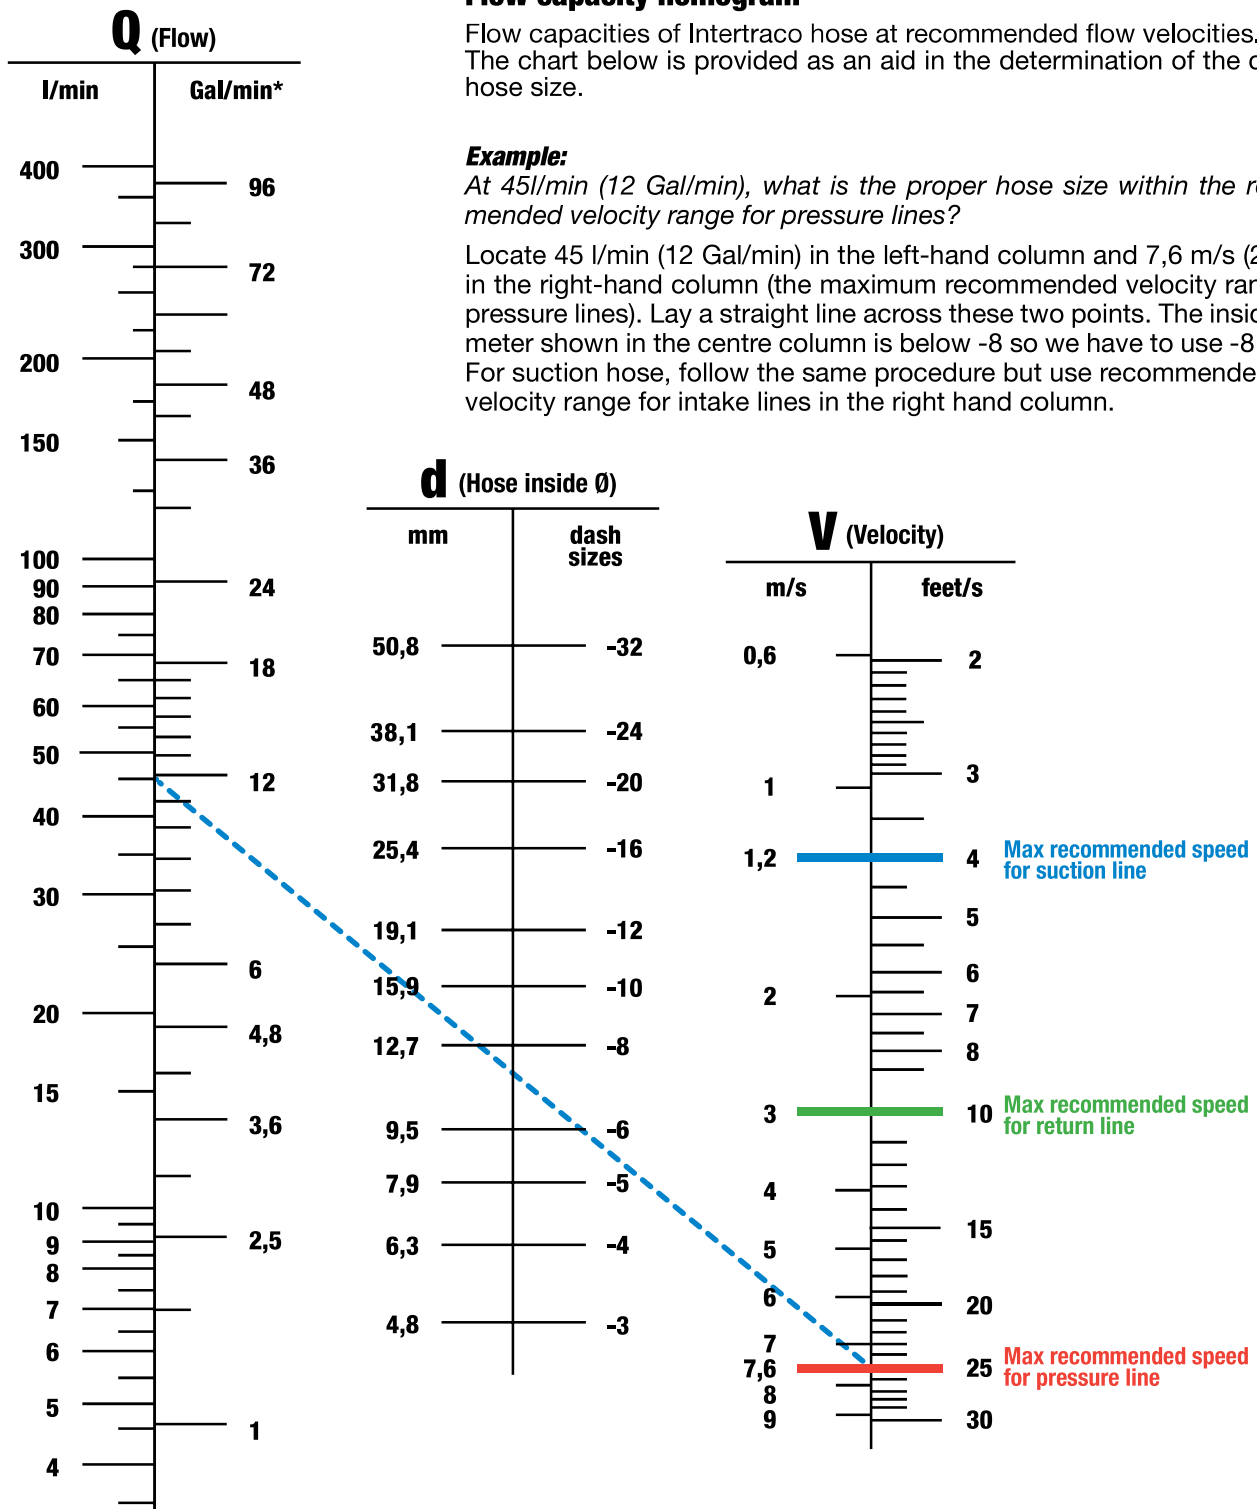 Flow capacity nomogram
Flow capacities of Intertraco hose at recommended flow velocities.
The chart below is provided as an aid in the determination of the
hose size.
Example:
At 45l/min (12 Gal/min), what is the proper hose size within the
mended velocity range for pressure lines?
Locate 45 l/min (12 Gal/min) in the left-hand column and 7,6 m/s
in the right-hand column (the maximum recommended velocity
pressure lines). Lay a straight line across these two points. The
meter shown in the centre column is below -8 so we have to use -8
For suction hose, follow the same procedure but use
velocity range for intake lines in the right hand column.
Q (Flow)
l/min Gal/min*
400
96
300
72
200
48
150
36
100
90
24
80
70
18
60
50
12
40
30
6
20
4,8
15
3,6
10
9
2,5
8
7
6
5
1
4
d (Hose inside Ø)
mm dash
sizes
50,8 -32
38,1 -24
31,8 -20
25,4 -16
19,1 -12
15,9 -10
12,7 -8
9,5 -6
7,9 -5
6,3 -4
4,8 -3
V (Velocity)
m/s feet/s
0,6 2
3
1
1,2 4 Max recommended speed
for suction line
5
6
2
7
8
3 10 Max recommended speed
for return line
4
15
5
6
20
7
7,6 25 Max recommended speed
for pressure line
8
9 30